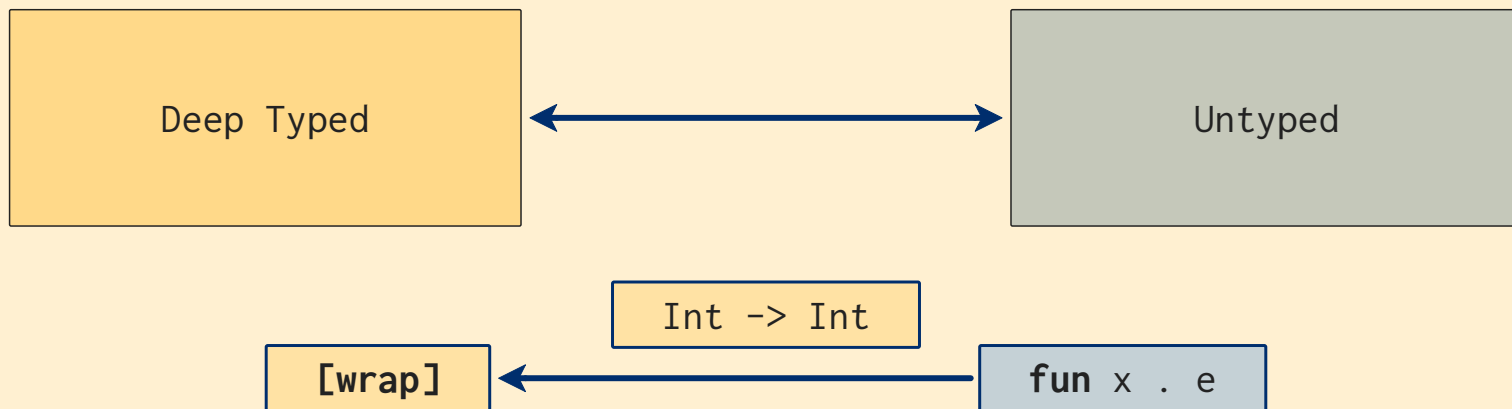 Deep Typed
Untyped
Int -> Int
[wrap]
fun x . e